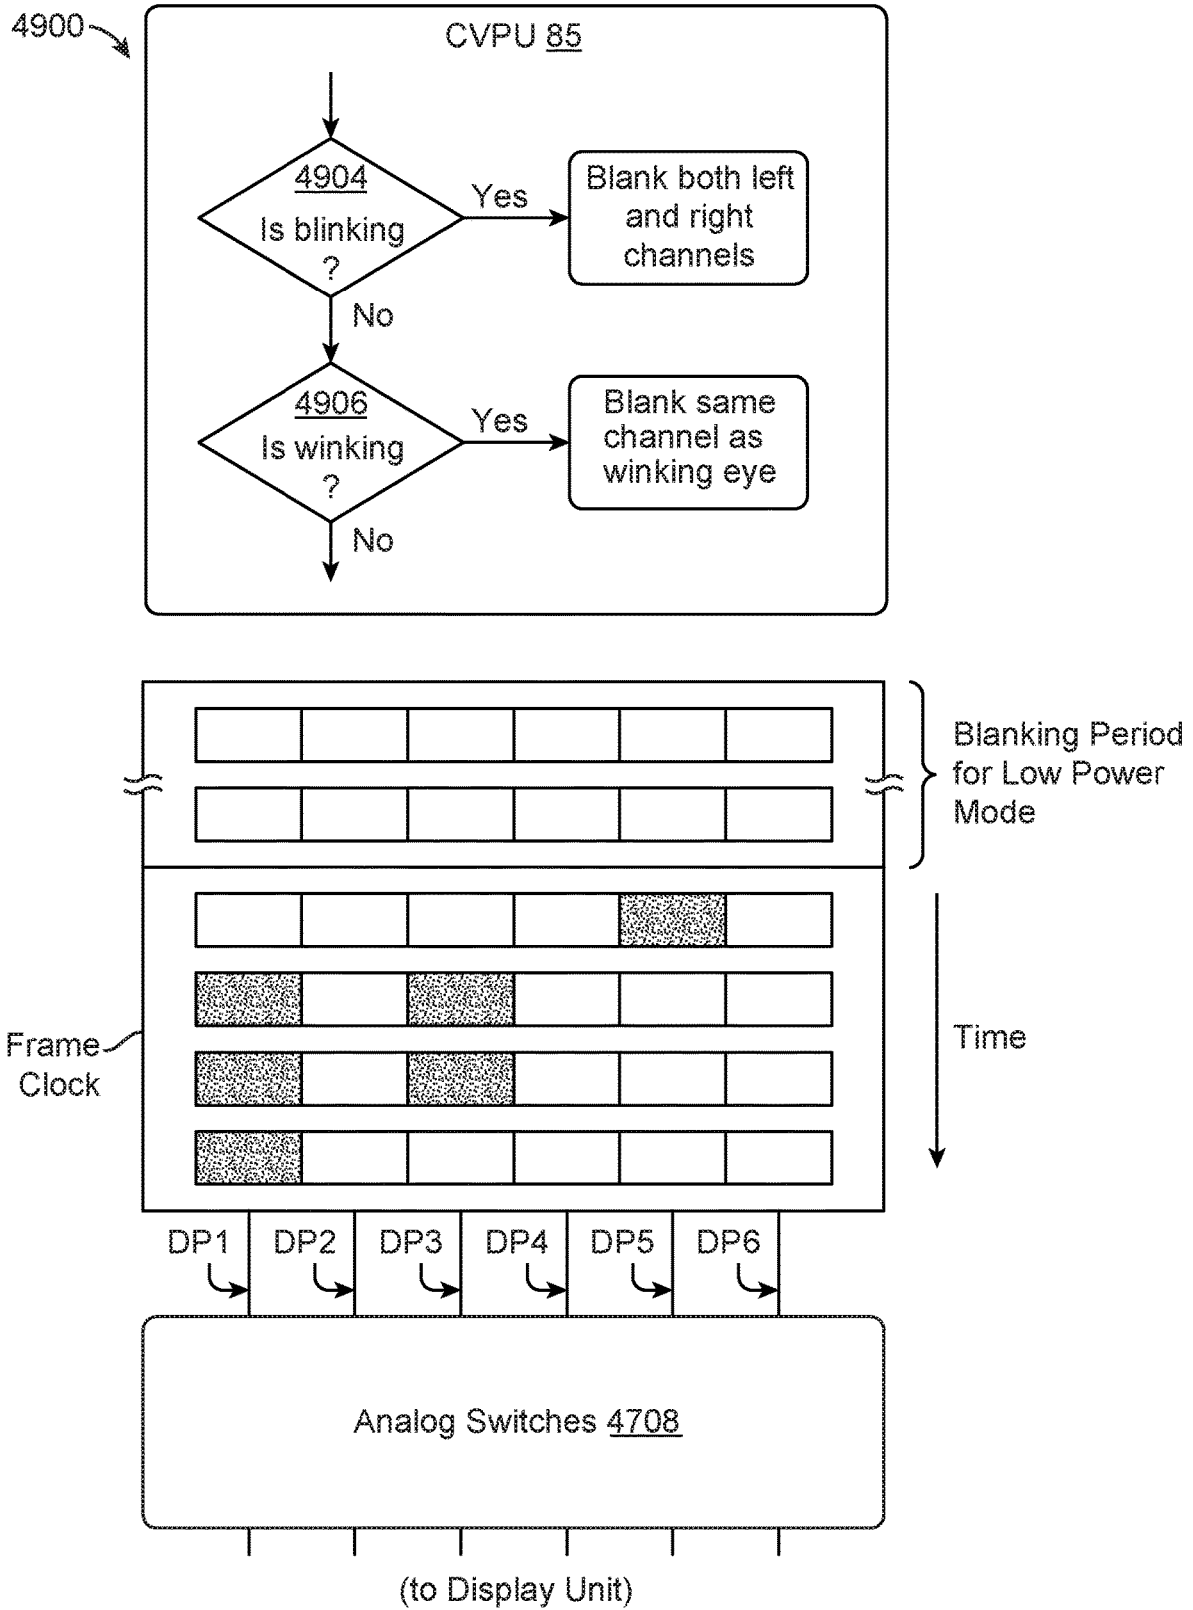 4900
CVPU 85
4904
Is blinking
?
Yes
Blank both left
and right
channels
No
4906
Is winking
?
Yes
Blank same
channel as
winking eye
No
Blanking Period
for Low Power
Mode
Frame
Clock
Time
DP1 DP2 DP3 DP4 DP5 DP6
Analog Switches 4708
(to Display Unit)